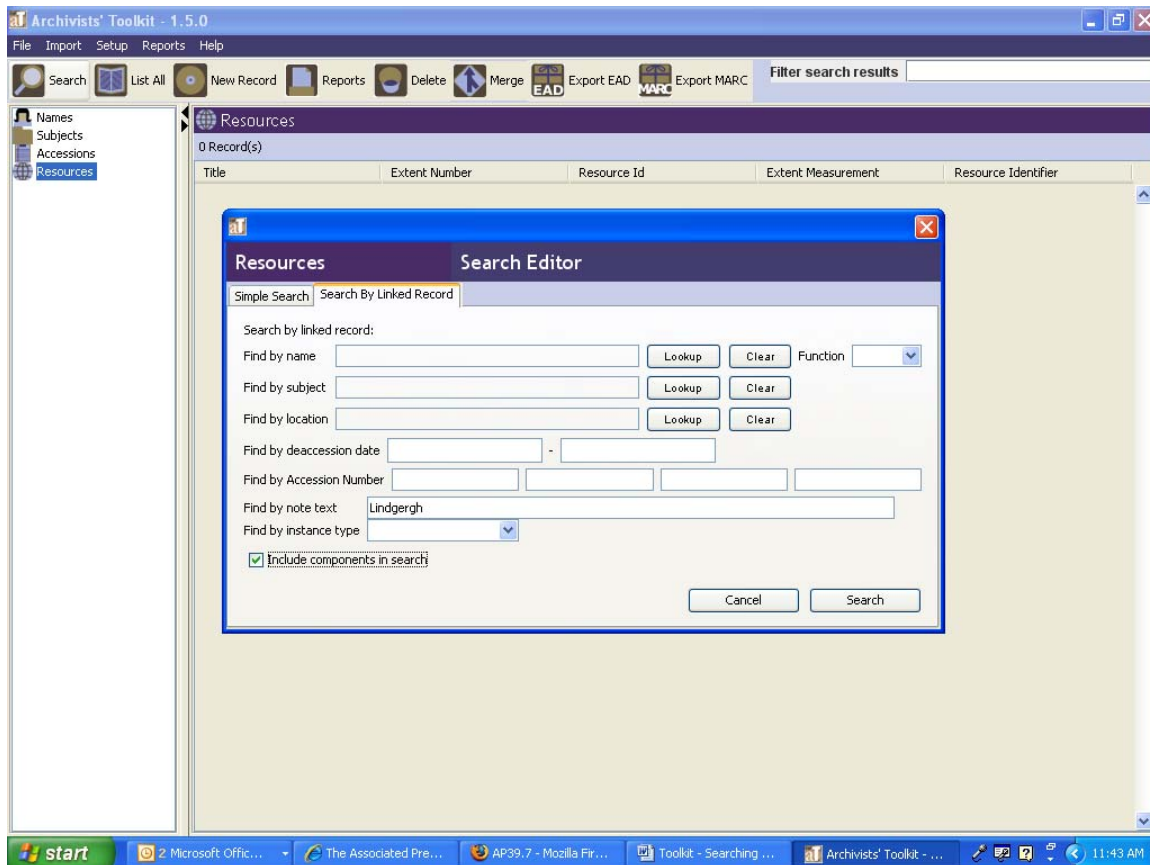 aT Archivists' Toolkit - 1.5.0
File Import Setup Reports Help
Search List All New Record Reports Delete Merge EAD Export EAD MARC Export MARC Filter search results
Names
Subjects
Accessions
Resources
Resources
0 Record(s)
Title Extent Number Resource Id Extent Measurement Resource Identifier
aT
Resources Search Editor
Simple Search Search By Linked Record
Search by linked record:
Find by name Lookup Clear Function
Find by subject Lookup Clear
Find by location Lookup Clear
Find by deaccession date -
Find by Accession Number
Find by note text Lindgergh
Find by instance type
Include components in search
Cancel Search
start 2 Microsoft Offic... The Associated Pre... AP39.7 - Mozilla Fir... Toolkit - Searching ... aT Archivists' Toolkit - ... 11:43 AM